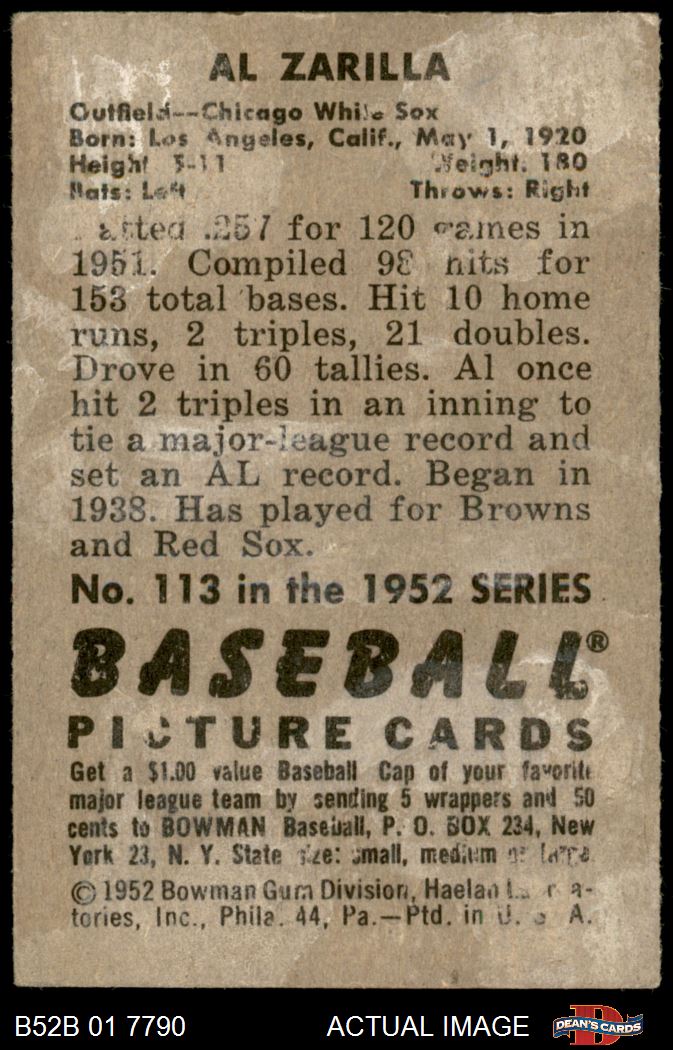 AL ZARILLA
Outfield--Chicago White Sox
Born: Los Angeles, Calif., May 1, 1920
Height 5-11 Weight: 180
Bats: Left Throws: Right
Batted .257 for 120 games in
1951. Compiled 98 hits for
153 total bases. Hit 10 home
runs, 2 triples, 21 doubles.
Drove in 60 tallies. Al once
hit 2 triples in an inning to
tie a major-league record and
set an AL record. Began in
1938. Has played for Browns
and Red Sox.
No. 113 in the 1952 SERIES
BASEBALL®
PICTURE CARDS
Get a $1.00 value Baseball Cap of your favorite
major league team by sending 5 wrappers and 50
cents to BOWMAN Baseball, P. O. BOX 234, New
York 23, N. Y. State size: small, medium or large
© 1952 Bowman Gum Division, Haelan Labora-
tories, Inc., Phila. 44, Pa.—Ptd. in U. S. A.
B52B 01 7790 ACTUAL IMAGE DEAN'S CARDS